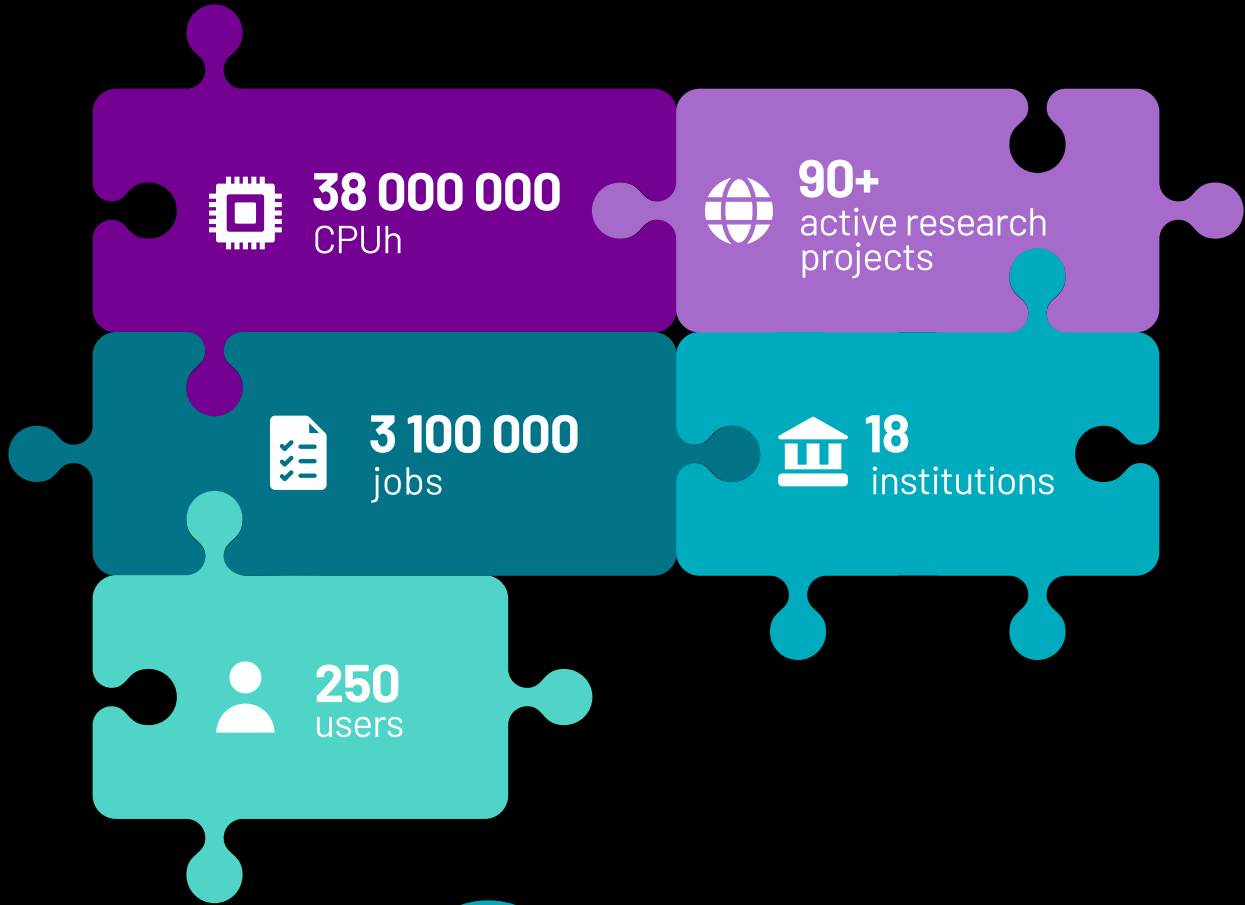 38 000 000
CPUh
90+
active research
projects
3 100 000
jobs
18
institutions
250
users